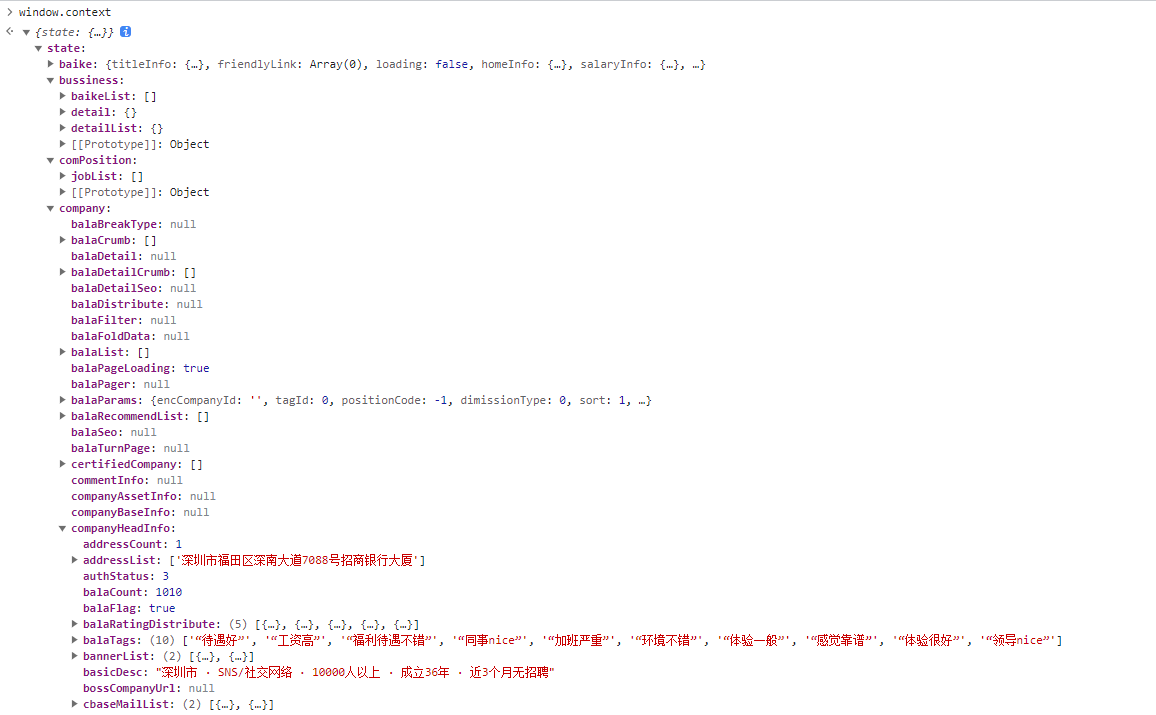 > window.context
{state: {…}} i
state:
baike: {titleInfo: {…}, friendlyLink: Array(0), loading: false, homeInfo: {…}, salaryInfo: {…}, …}
bussiness:
baikeList: []
detail: {}
detailList: {}
[[Prototype]]: Object
comPosition:
jobList: []
[[Prototype]]: Object
company:
balaBreakType: null
balaCrumb: []
balaDetail: null
balaDetailCrumb: []
balaDetailSeo: null
balaDistribute: null
balaFilter: null
balaFoldData: null
balaList: []
balaPageLoading: true
balaPager: null
balaParams: {encCompanyId: '', tagId: 0, positionCode: -1, dimissionType: 0, sort: 1, …}
balaRecommendList: []
balaSeo: null
balaTurnPage: null
certifiedCompany: []
commentInfo: null
companyAssetInfo: null
companyBaseInfo: null
companyHeadInfo:
addressCount: 1
addressList: ['深圳市福田区深南大道7088号招商银行大厦']
authStatus: 3
balaCount: 1010
balaFlag: true
balaRatingDistribute: (5) [{…}, {…}, {…}, {…}, {…}]
balaTags: (10) ['“待遇好”', '“工资高”', '“福利待遇不错”', '“同事nice”', '“加班严重”', '“环境不错”', '“体验一般”', '“感觉靠谱”', '“体验很好”', '“领导nice”']
bannerList: (2) [{…}, {…}]
basicDesc: "深圳市 · SNS/社交网络 · 10000人以上 · 成立36年 · 近3个月无招聘"
bossCompanyUrl: null
cbaseMailList: (2) [{…}, {…}]